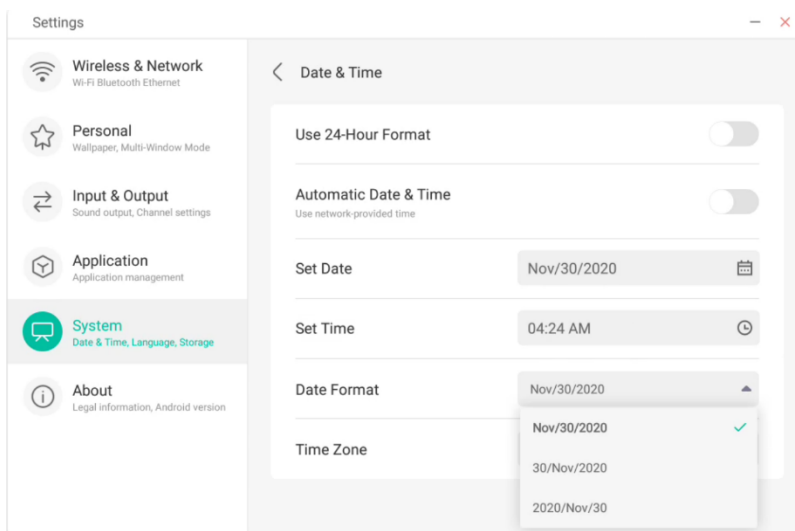 Settings
Wireless & Network
Wi-Fi Bluetooth Ethernet
Personal
Wallpaper, Multi-Window Mode
Input & Output
Sound output, Channel settings
Application
Application management
System
Date & Time, Language, Storage
About
Legal information, Android version
Date & Time
Use 24-Hour Format
Automatic Date & Time
Use network-provided time
Set Date
Nov/30/2020
Set Time
04:24 AM
Date Format
Nov/30/2020
Nov/30/2020
30/Nov/2020
2020/Nov/30
Time Zone